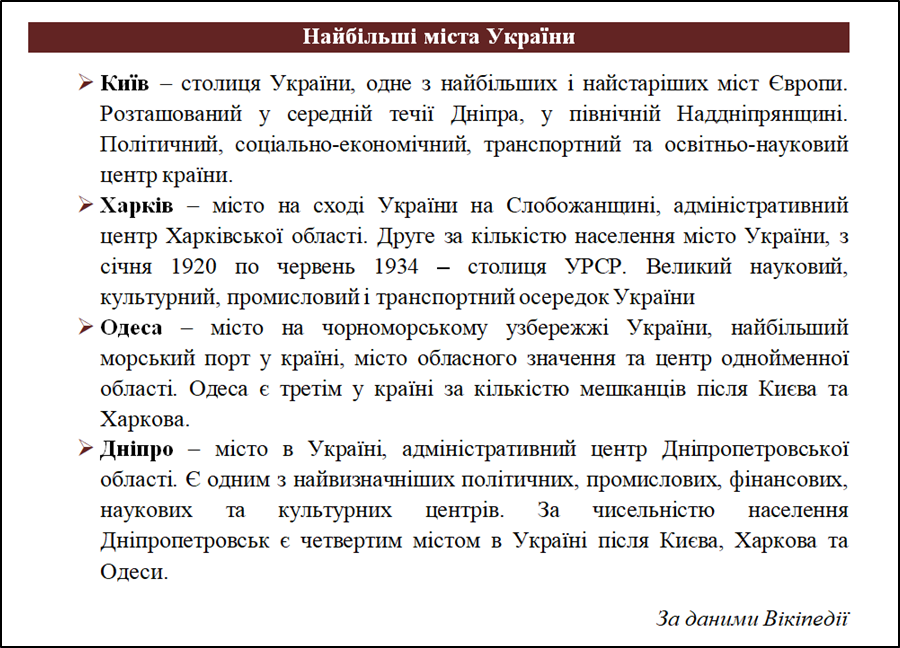 Найбільші міста України
Київ – столиця України, одне з найбільших і найстаріших міст Європи.
Розташований у середній течії Дніпра, у північній Наддніпрянщині.
Політичний, соціально-економічний, транспортний та освітньо-науковий
центр країни.
Харків – місто на сході України на Слобожанщині, адміністративний
центр Харківської області. Друге за кількістю населення місто України, з
січня 1920 по червень 1934 – столиця УРСР. Великий науковий,
культурний, промисловий і транспортний осередок України
Одеса – місто на чорноморському узбережжі України, найбільший
морський порт у країні, місто обласного значення та центр однойменної
області. Одеса є третім у країні за кількістю мешканців після Києва та
Харкова.
Дніпро – місто в Україні, адміністративний центр Дніпропетровської
області. Є одним з найвизначніших політичних, промислових, фінансових,
наукових та культурних центрів. За чисельністю населення
Дніпропетровськ є четвертим містом в Україні після Києва, Харкова та
Одеси.
За даними Вікіпедії